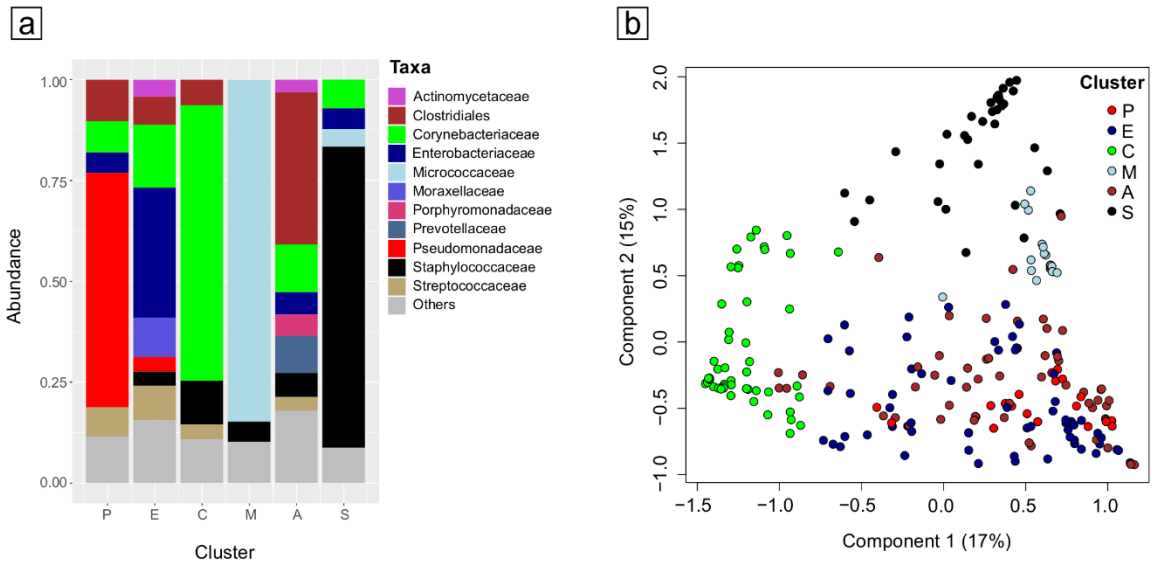 a
Abundance
1.00
0.75
0.50
0.25
0.00
P E C M A S
Cluster
Taxa
Actinomycetaceae
Clostridiales
Corynebacteriaceae
Enterobacteriaceae
Micrococcaceae
Moraxellaceae
Porphyromonadaceae
Prevotellaceae
Pseudomonadaceae
Staphylococcaceae
Streptococcaceae
Others
b
Component 2 (15%)
2.0
1.5
1.0
0.5
0.0
−0.5
−1.0
−1.5 −1.0 −0.5 0.0 0.5 1.0
Component 1 (17%)
Cluster
P
E
C
M
A
S